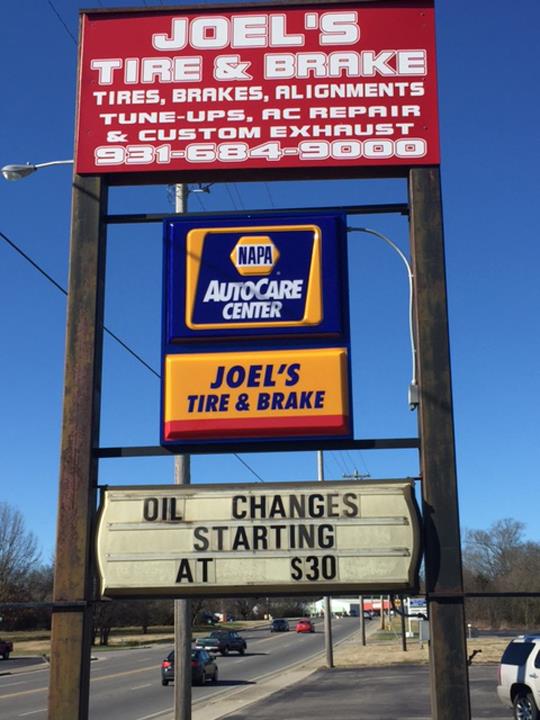 JOEL'S
TIRE & BRAKE
TIRES, BRAKES, ALIGNMENTS
TUNE-UPS, AC REPAIR
& CUSTOM EXHAUST
931-684-9000
NAPA
AUTOCARE
CENTER
JOEL'S
TIRE & BRAKE
OIL CHANGES
STARTING
AT $30